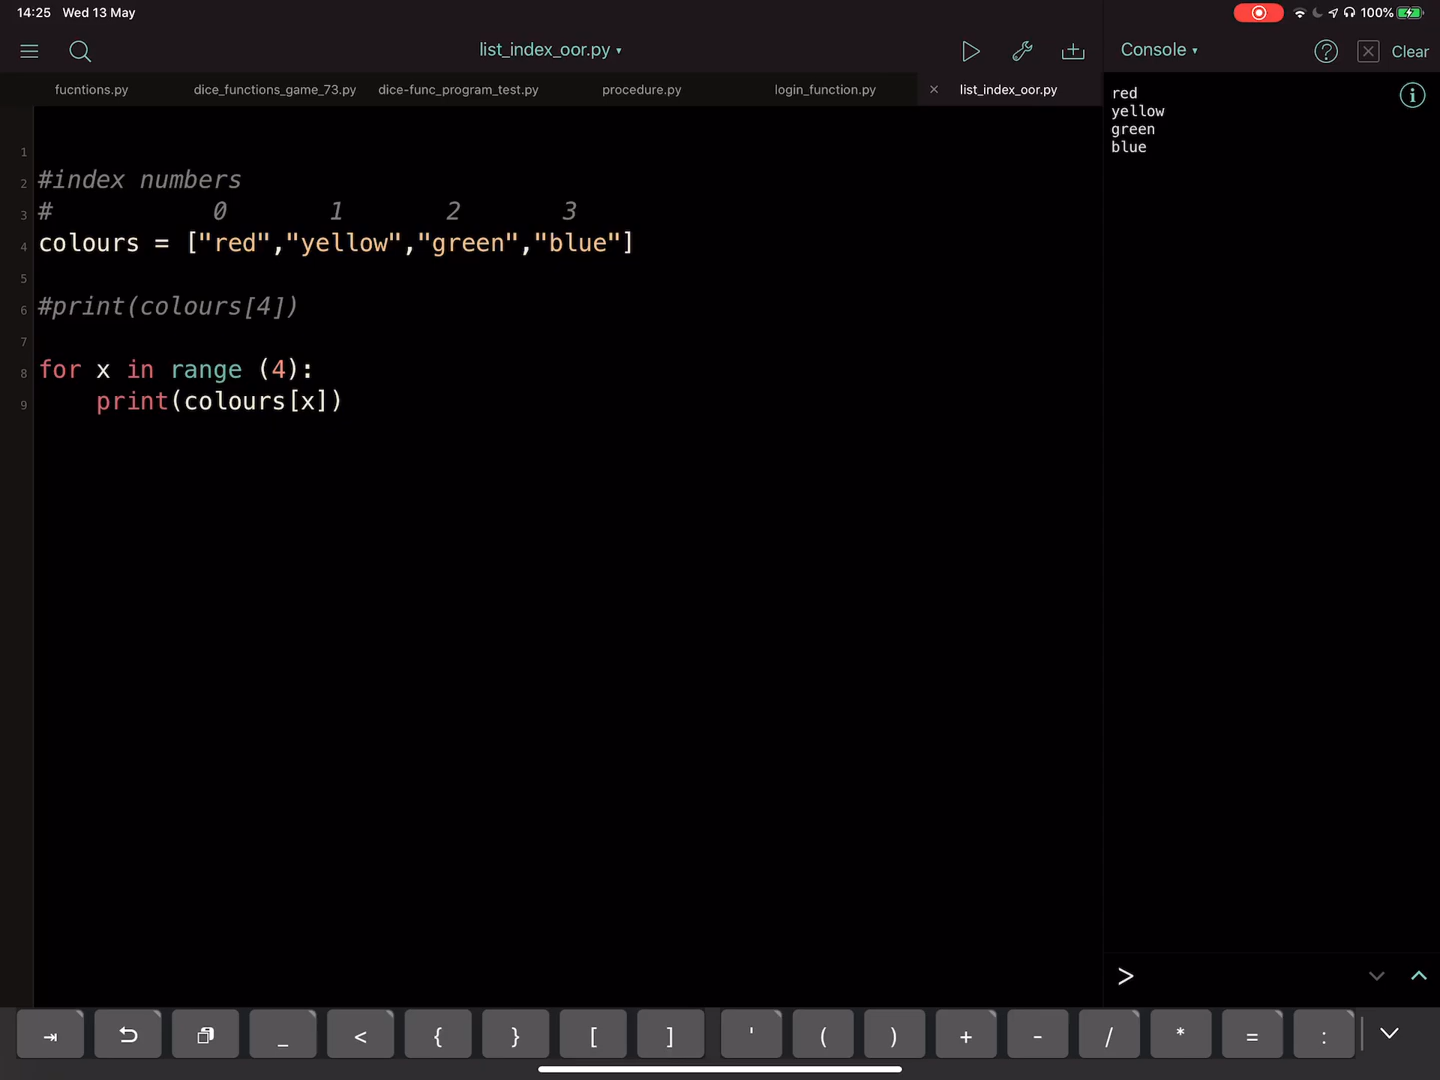 14:25 Wed 13 May 100%
list_index_oor.py ▾ Console ▾ ? Clear
fucntions.py dice_functions_game_73.py dice-func_program_test.py procedure.py login_function.py × list_index_oor.py
1
2 #index numbers
3 # 0 1 2 3
4 colours = ["red","yellow","green","blue"]
5
6 #print(colours[4])
7
8 for x in range (4):
9 print(colours[x])
red
yellow
green
blue
>
_ < { } [ ] ' ( ) + - / * = :